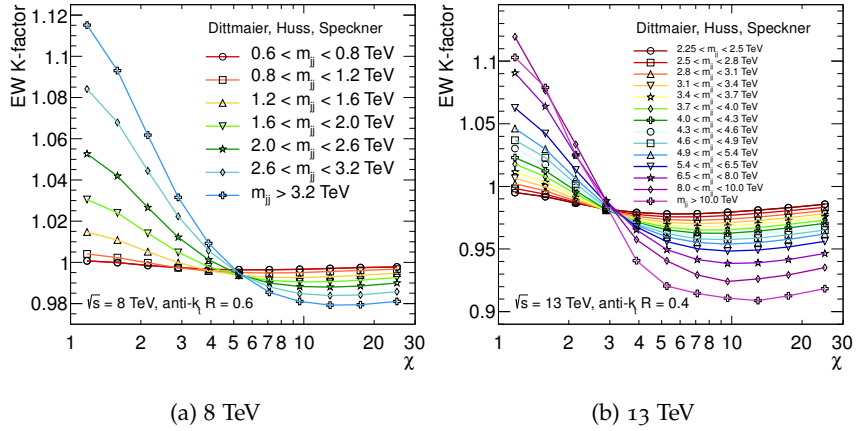 EW K-factor
1.12
1.1
1.08
1.06
1.04
1.02
1
0.98
Dittmaier, Huss, Speckner
0.6 < m_jj < 0.8 TeV
0.8 < m_jj < 1.2 TeV
1.2 < m_jj < 1.6 TeV
1.6 < m_jj < 2.0 TeV
2.0 < m_jj < 2.6 TeV
2.6 < m_jj < 3.2 TeV
m_jj > 3.2 TeV
√s = 8 TeV, anti-k_t R = 0.6
1 2 3 4 5 6 7 8 10 20 30
χ
(a) 8 TeV
EW K-factor
1.1
1.05
1
0.95
0.9
Dittmaier, Huss, Speckner
2.25 < m_jj < 2.5 TeV
2.5 < m_jj < 2.8 TeV
2.8 < m_jj < 3.1 TeV
3.1 < m_jj < 3.4 TeV
3.4 < m_jj < 3.7 TeV
3.7 < m_jj < 4.0 TeV
4.0 < m_jj < 4.3 TeV
4.3 < m_jj < 4.6 TeV
4.6 < m_jj < 4.9 TeV
4.9 < m_jj < 5.4 TeV
5.4 < m_jj < 6.5 TeV
6.5 < m_jj < 8.0 TeV
8.0 < m_jj < 10.0 TeV
m_jj > 10.0 TeV
√s = 13 TeV, anti-k_t R = 0.4
1 2 3 4 5 6 7 8 10 20 30
χ
(b) 13 TeV